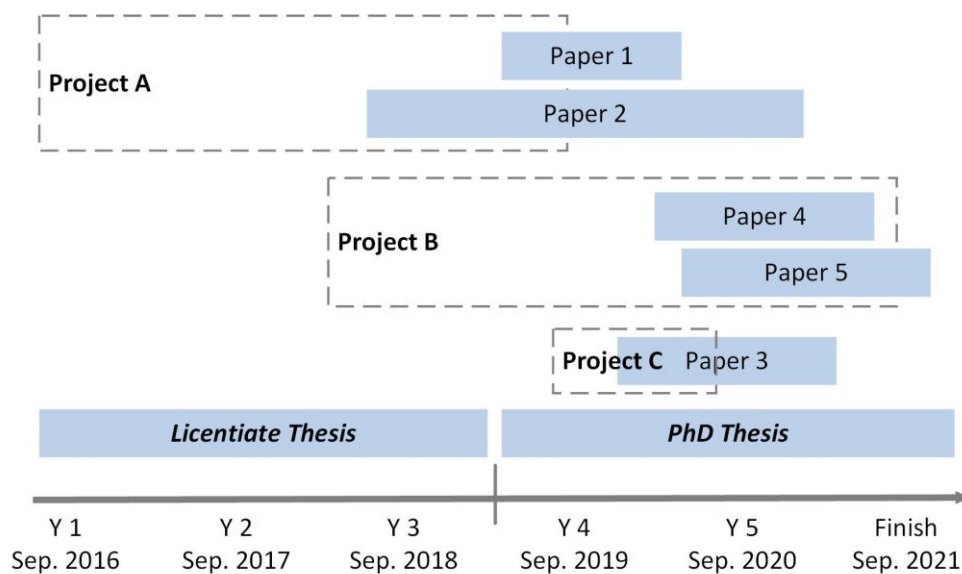 Paper 1
Project A
Paper 2
Paper 4
Project B
Paper 5
Project C
Paper 3
Licentiate Thesis
PhD Thesis
Y 1
Sep. 2016
Y 2
Sep. 2017
Y 3
Sep. 2018
Y 4
Sep. 2019
Y 5
Sep. 2020
Finish
Sep. 2021